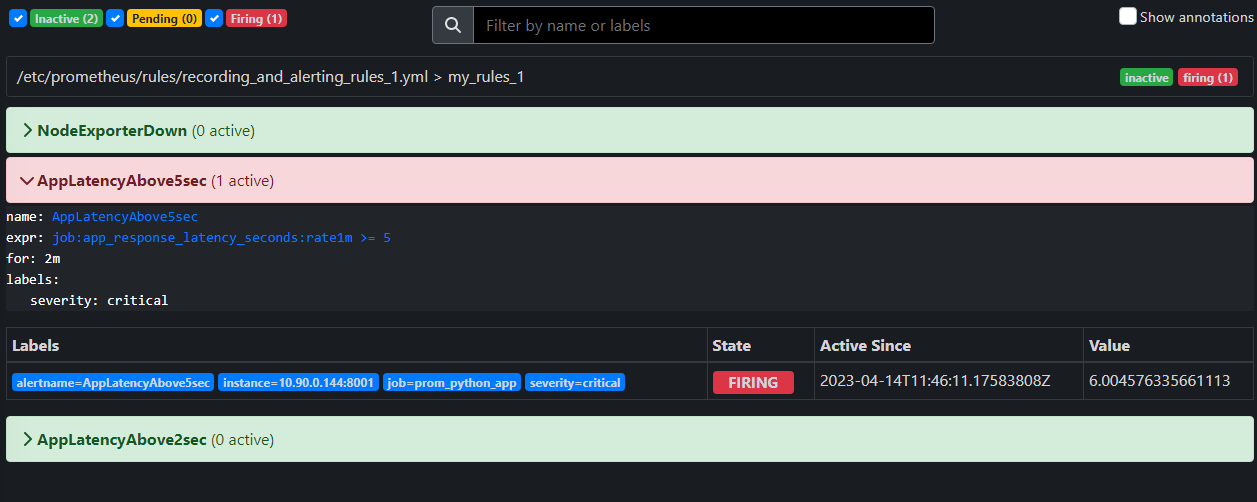 Inactive (2) Pending (0) Firing (1) Filter by name or labels Show annotations
/etc/prometheus/rules/recording_and_alerting_rules_1.yml > my_rules_1 inactive firing (1)
NodeExporterDown (0 active)
AppLatencyAbove5sec (1 active)
name: AppLatencyAbove5sec
expr: job:app_response_latency_seconds:rate1m >= 5
for: 2m
labels:
severity: critical
Labels State Active Since Value
alertname=AppLatencyAbove5sec instance=10.90.0.144:8001 job=prom_python_app severity=critical FIRING 2023-04-14T11:46:11.17583808Z 6.004576335661113
AppLatencyAbove2sec (0 active)